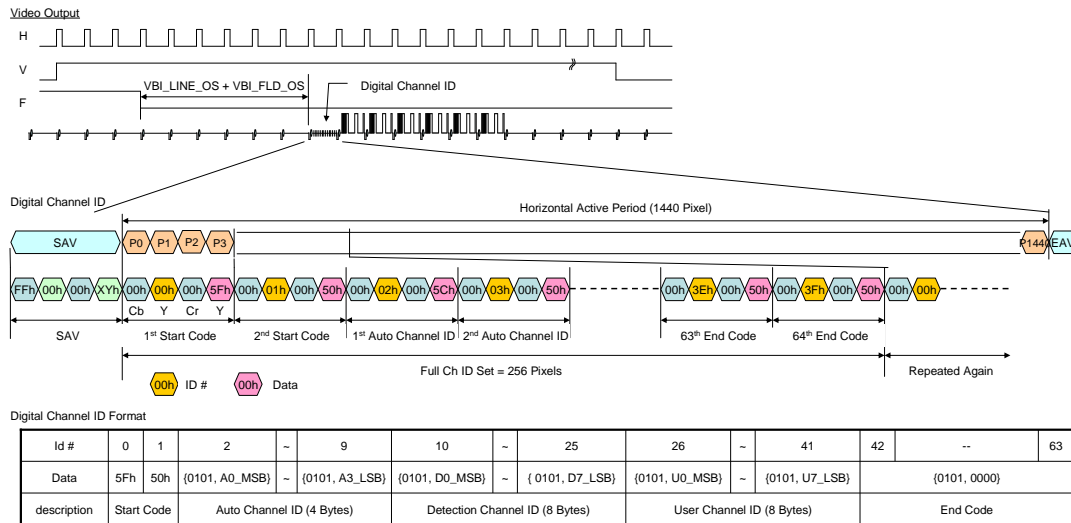 Video Output
H
V
VBI_LINE_OS + VBI_FLD_OS
Digital Channel ID
F
Digital Channel ID
Horizontal Active Period (1440 Pixel)
SAV P0 P1 P2 P3 P1440 EAV
FFh 00h 00h XYh 00h 00h 00h 5Fh 00h 01h 00h 50h 00h 02h 00h 5Ch 00h 03h 00h 50h 00h 3Eh 00h 50h 00h 3Fh 00h 50h 00h 00h
Cb Y Cr Y
SAV 1st Start Code 2nd Start Code 1st Auto Channel ID 2nd Auto Channel ID 63th End Code 64th End Code
Full Ch ID Set = 256 Pixels Repeated Again
00h ID # 00h Data
Digital Channel ID Format
Id # 0 1 2 ~ 9 10 ~ 25 26 ~ 41 42 -- 63
Data 5Fh 50h {0101, A0_MSB} ~ {0101, A3_LSB} {0101, D0_MSB} ~ { 0101, D7_LSB} {0101, U0_MSB} ~ {0101, U7_LSB} {0101, 0000}
description Start Code Auto Channel ID (4 Bytes) Detection Channel ID (8 Bytes) User Channel ID (8 Bytes) End Code